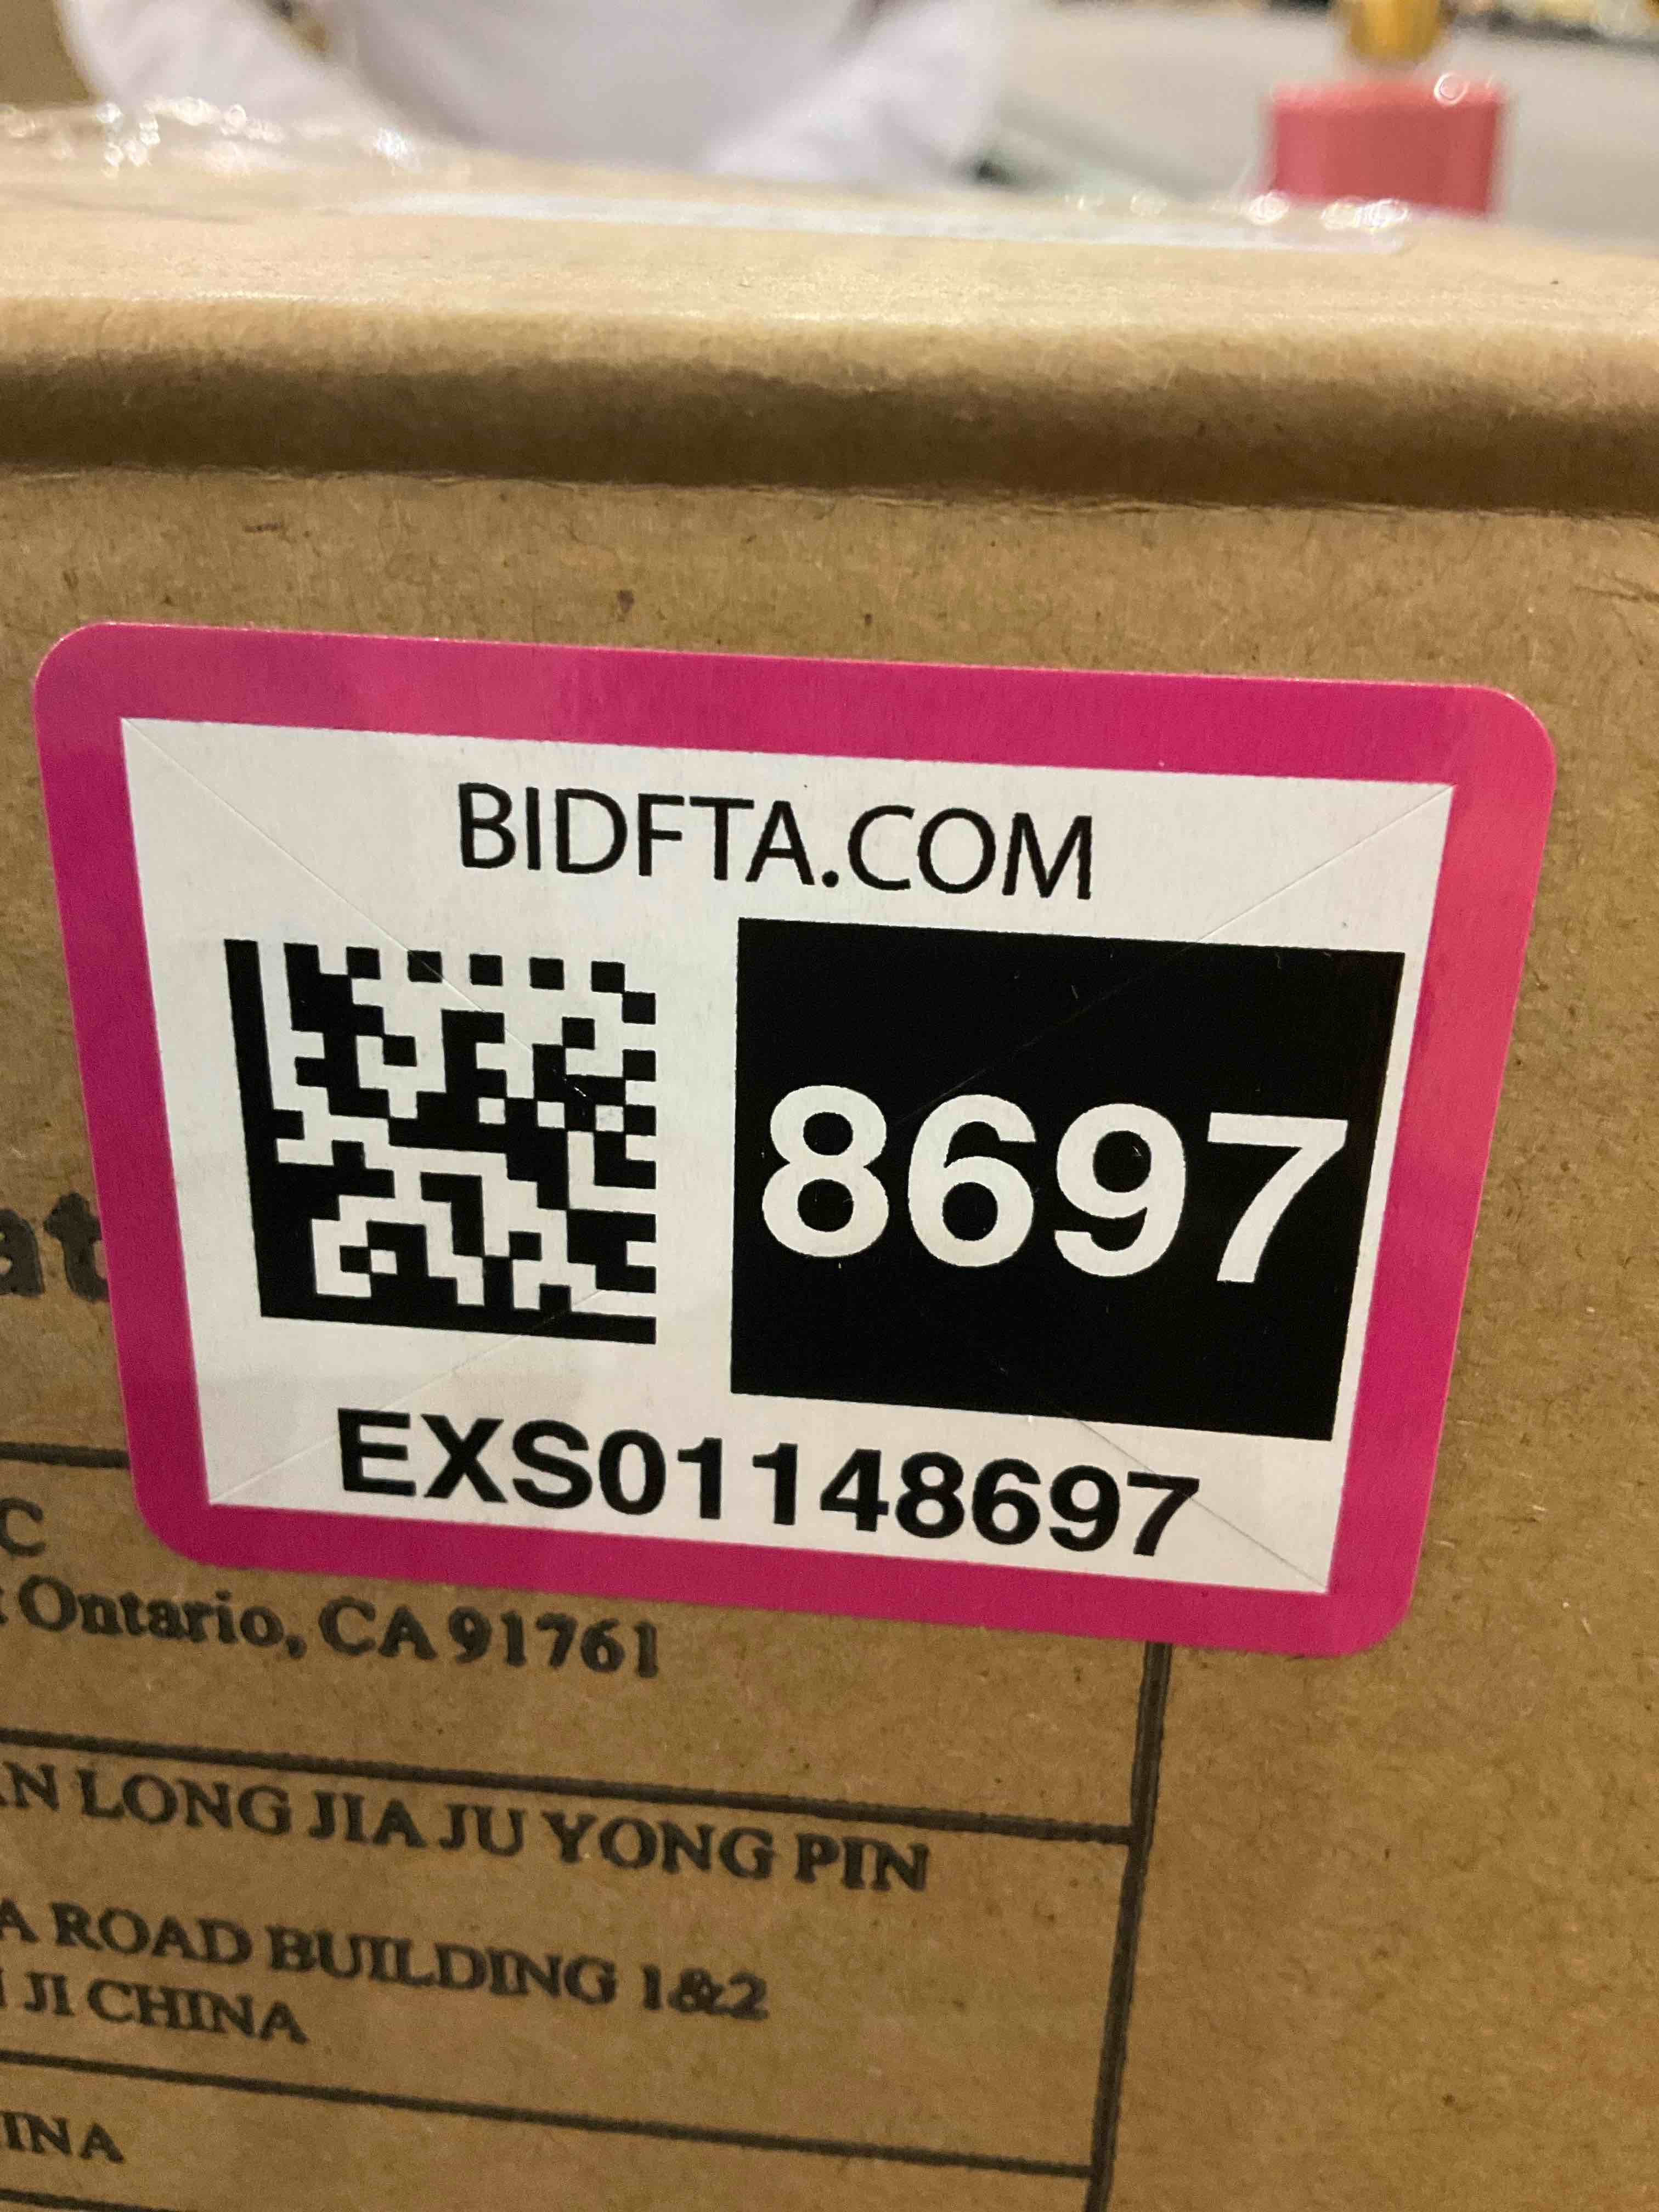 BIDFTA.COM
8697
EXS01148697
at
C
Ontario, CA 91761
N LONG JIA JU YONG PIN
A ROAD BUILDING 1&2
JI CHINA
INA